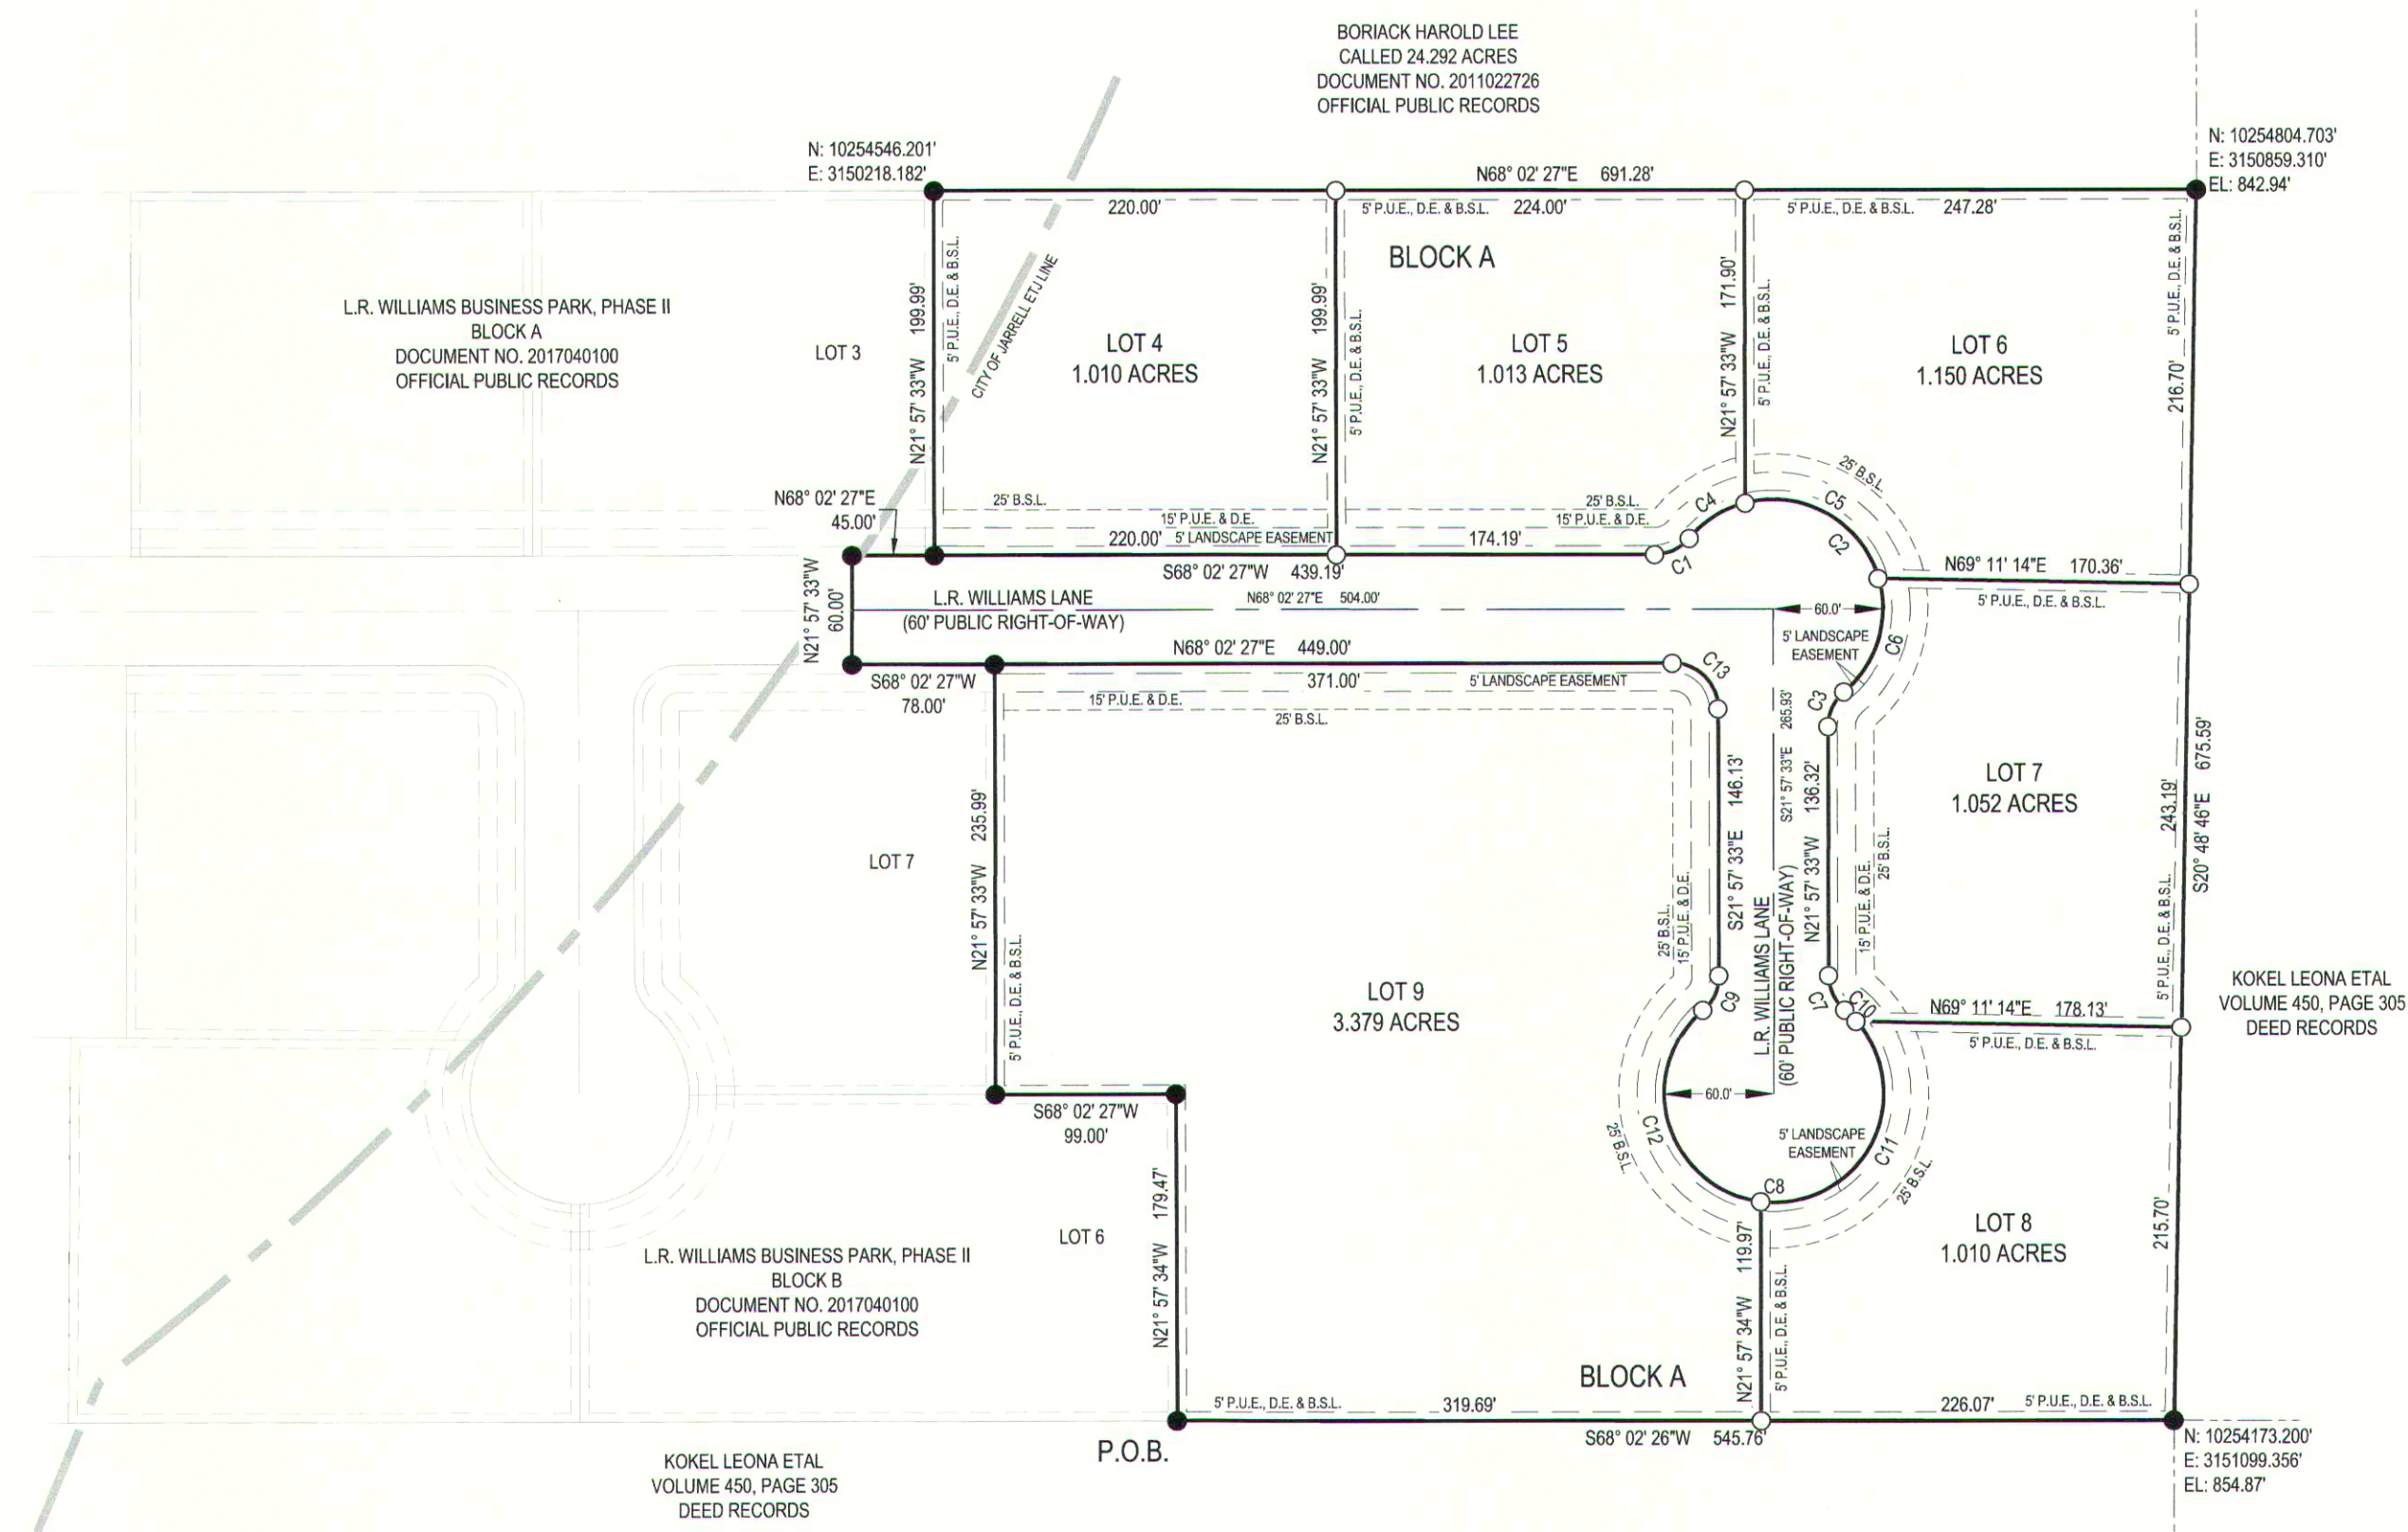 BORIACK HAROLD LEE
CALLED 24.292 ACRES
DOCUMENT NO. 2011022726
OFFICIAL PUBLIC RECORDS
N: 10254546.201'
E: 3150218.182'
N: 10254804.703'
E: 3150859.310'
EL: 842.94'
N68° 02' 27"E 691.28'
220.00'
5' P.U.E., D.E. & B.S.L. 224.00'
5' P.U.E., D.E. & B.S.L. 247.28'
BLOCK A
L.R. WILLIAMS BUSINESS PARK, PHASE II
BLOCK A
DOCUMENT NO. 2017040100
OFFICIAL PUBLIC RECORDS
LOT 3
N21° 57' 33"W 199.99'
5' P.U.E., D.E. & B.S.L.
CITY OF JARRELL ETJ LINE
LOT 4
1.010 ACRES
N21° 57' 33"W 199.99'
5' P.U.E., D.E. & B.S.L.
LOT 5
1.013 ACRES
N21° 57' 33"W 171.90'
5' P.U.E., D.E. & B.S.L.
LOT 6
1.150 ACRES
216.70'
5' P.U.E., D.E. & B.S.L.
N68° 02' 27"E
45.00'
25' B.S.L.
15' P.U.E. & D.E.
220.00' 5' LANDSCAPE EASEMENT
25' B.S.L.
15' P.U.E. & D.E.
174.19'
C1
C4
C5
C2
25' B.S.L.
S68° 02' 27"W 439.19'
N69° 11' 14"E 170.36'
5' P.U.E., D.E. & B.S.L.
N21° 57' 33"W
60.00'
L.R. WILLIAMS LANE
(60' PUBLIC RIGHT-OF-WAY)
N68° 02' 27"E 504.00'
60.0'
5' LANDSCAPE
EASEMENT
C6
C3
N68° 02' 27"E 449.00'
C13
S68° 02' 27"W
78.00'
371.00'
5' LANDSCAPE EASEMENT
15' P.U.E. & D.E.
25' B.S.L.
S21° 57' 33"E 265.93'
S21° 57' 33"E 146.13'
N21° 57' 33"W 136.32'
25' B.S.L.
15' P.U.E. & D.E.
L.R. WILLIAMS LANE
(60' PUBLIC RIGHT-OF-WAY)
15' P.U.E. & D.E.
25' B.S.L.
LOT 7
1.052 ACRES
243.19'
5' P.U.E., D.E. & B.S.L.
S20° 48' 46"E 675.59'
LOT 7
N21° 57' 33"W 235.99'
5' P.U.E., D.E. & B.S.L.
LOT 9
3.379 ACRES
C9
C7
C10
N69° 11' 14"E 178.13'
5' P.U.E., D.E. & B.S.L.
KOKEL LEONA ETAL
VOLUME 450, PAGE 305
DEED RECORDS
S68° 02' 27"W
99.00'
60.0'
C12
25' B.S.L.
5' LANDSCAPE
EASEMENT
C11
25' B.S.L.
C8
LOT 6
N21° 57' 34"W 179.47'
L.R. WILLIAMS BUSINESS PARK, PHASE II
BLOCK B
DOCUMENT NO. 2017040100
OFFICIAL PUBLIC RECORDS
LOT 8
1.010 ACRES
215.70'
N21° 57' 34"W 119.97'
5' P.U.E., D.E. & B.S.L.
BLOCK A
5' P.U.E., D.E. & B.S.L. 319.69'
226.07' 5' P.U.E., D.E. & B.S.L.
S68° 02' 26"W 545.76'
P.O.B.
N: 10254173.200'
E: 3151099.356'
EL: 854.87'
KOKEL LEONA ETAL
VOLUME 450, PAGE 305
DEED RECORDS